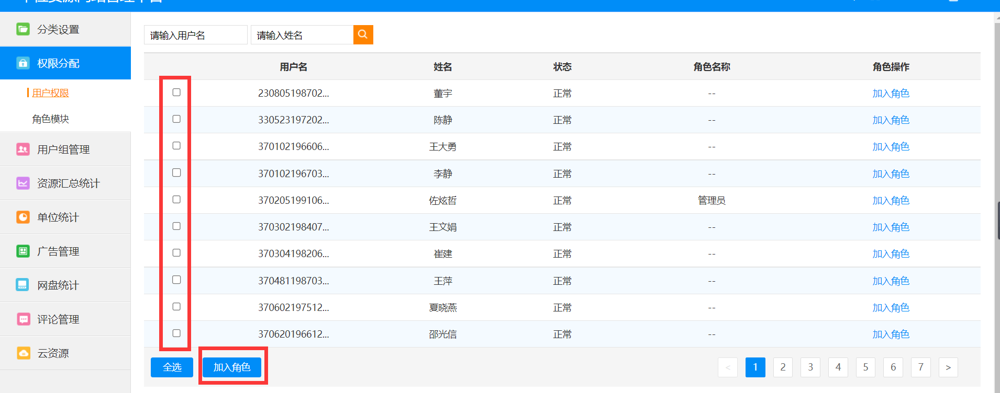 分类设置
权限分配
用户权限
角色模块
用户组管理
资源汇总统计
单位统计
广告管理
网盘统计
评论管理
云资源
请输入用户名 请输入姓名
用户名 姓名 状态 角色名称 角色操作
230805198702... 董宇 正常 -- 加入角色
330523197202... 陈静 正常 -- 加入角色
370102196606... 王大勇 正常 -- 加入角色
370102196703... 李静 正常 -- 加入角色
370205199106... 佐炫哲 正常 管理员 加入角色
370302198407... 王文娟 正常 -- 加入角色
370304198206... 崔建 正常 -- 加入角色
370481198703... 王萍 正常 -- 加入角色
370602197512... 夏晓燕 正常 -- 加入角色
370620196612... 邵光信 正常 -- 加入角色
全选 加入角色 < 1 2 3 4 5 6 7 >